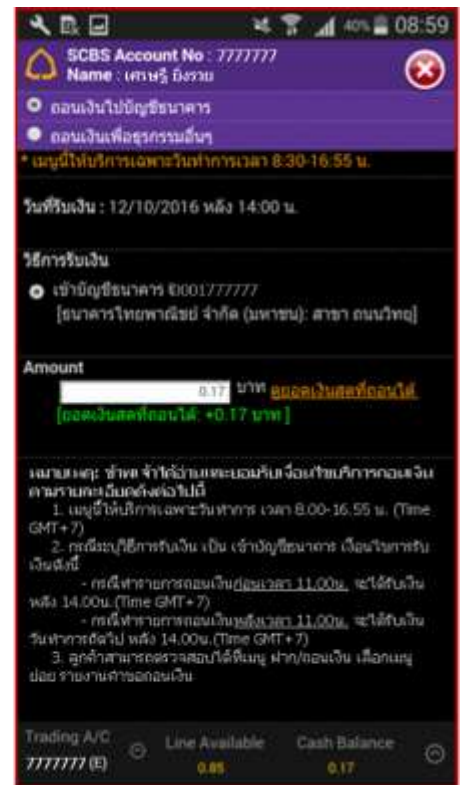 40% 08:59
SCBS Account No : 7777777
Name : เศรษฐี ยิ่งรวย
ถอนเงินไปบัญชีธนาคาร
ถอนเงินเพื่อธุรกรรมอื่นๆ
* เมนูนี้ให้บริการเฉพาะวันทำการเวลา 8:30-16:55 น.
วันที่รับเงิน : 12/10/2016 หลัง 14:00 น.
วิธีการรับเงิน
เข้าบัญชีธนาคาร 0001777777
[ธนาคารไทยพาณิชย์ จำกัด (มหาชน): สาขา ถนนวิทยุ]
Amount
0.17 บาท ดูยอดเงินสดที่ถอนได้
[ยอดเงินสดที่ถอนได้: +0.17 บาท ]
หมายเหตุ: ข้าพเจ้าได้อ่านและยอมรับเงื่อนไขบริการถอนเงิน
ตามรายละเอียดดังต่อไปนี้
1. เมนูนี้ให้บริการเฉพาะวันทำการ เวลา 8.00-16.55 น. (Time
GMT+7)
2. กรณีระบุวิธีการรับเงิน เป็น เข้าบัญชีธนาคาร เงื่อนไขการรับ
เงินดังนี้
- กรณีทำรายการถอนเงินก่อนเวลา 11.00น. จะได้รับเงิน
หลัง 14.00น.(Time GMT+7)
- กรณีทำรายการถอนเงินหลังเวลา 11.00น. จะได้รับเงิน
วันทำการถัดไป หลัง 14.00น.(Time GMT+7)
3. ลูกค้าสามารถตรวจสอบได้ที่เมนู ฝาก/ถอนเงิน เลือกเมนู
ย่อย รายงานคำขอถอนเงิน
Trading A/C Line Available Cash Balance
7777777 (E) 0.85 0.17